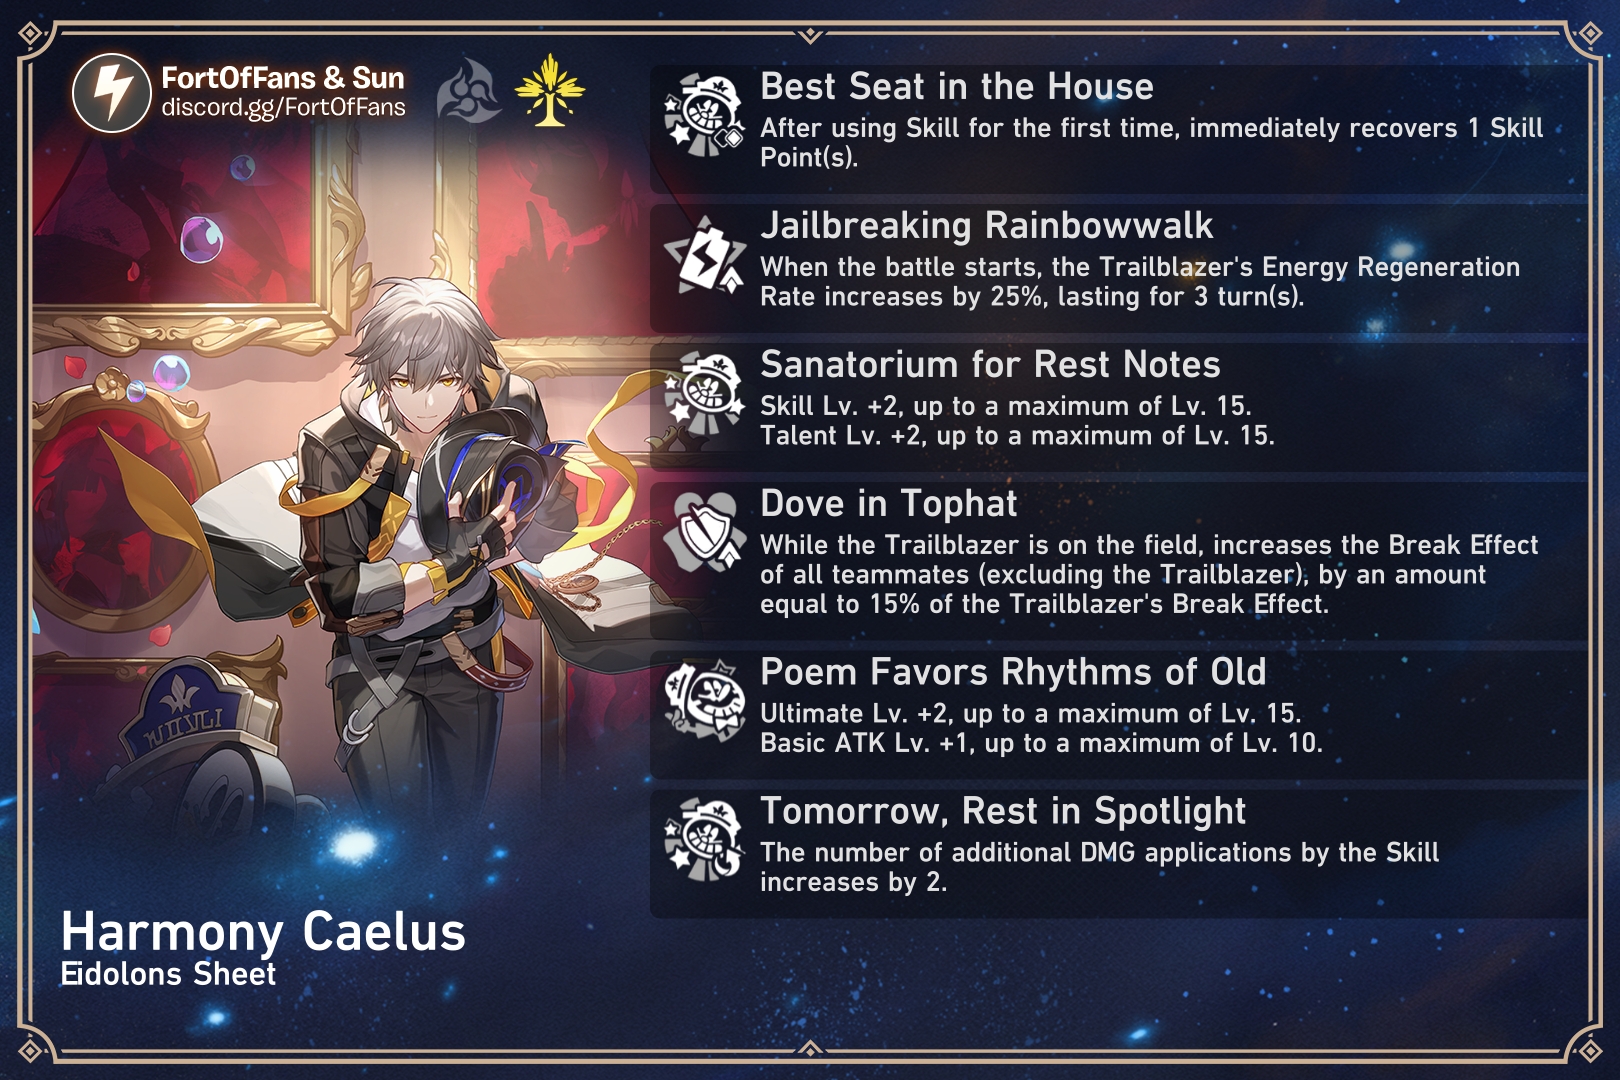 FortOfFans & Sun
discord.gg/FortOfFans
Best Seat in the House
After using Skill for the first time, immediately recovers 1 Skill
Point(s).
Jailbreaking Rainbowwalk
When the battle starts, the Trailblazer's Energy Regeneration
Rate increases by 25%, lasting for 3 turn(s).
Sanatorium for Rest Notes
Skill Lv. +2, up to a maximum of Lv. 15.
Talent Lv. +2, up to a maximum of Lv. 15.
Dove in Tophat
While the Trailblazer is on the field, increases the Break Effect
of all teammates (excluding the Trailblazer), by an amount
equal to 15% of the Trailblazer's Break Effect.
Poem Favors Rhythms of Old
Ultimate Lv. +2, up to a maximum of Lv. 15.
Basic ATK Lv. +1, up to a maximum of Lv. 10.
Tomorrow, Rest in Spotlight
The number of additional DMG applications by the Skill
increases by 2.
Harmony Caelus
Eidolons Sheet